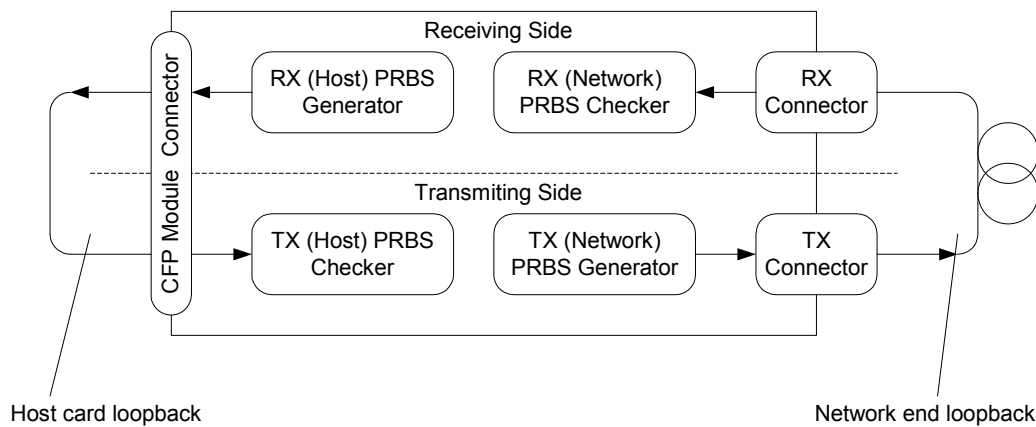 Receiving Side
RX (Host) PRBS
Generator
RX (Network)
PRBS Checker
RX
Connector
CFP Module Connector
Transmiting Side
TX (Host) PRBS
Checker
TX (Network)
PRBS Generator
TX
Connector
Host card loopback
Network end loopback